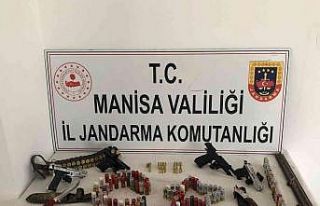 T.C.
MANİSA VALİLİĞİ
İL JANDARMA KOMUTANLIĞI